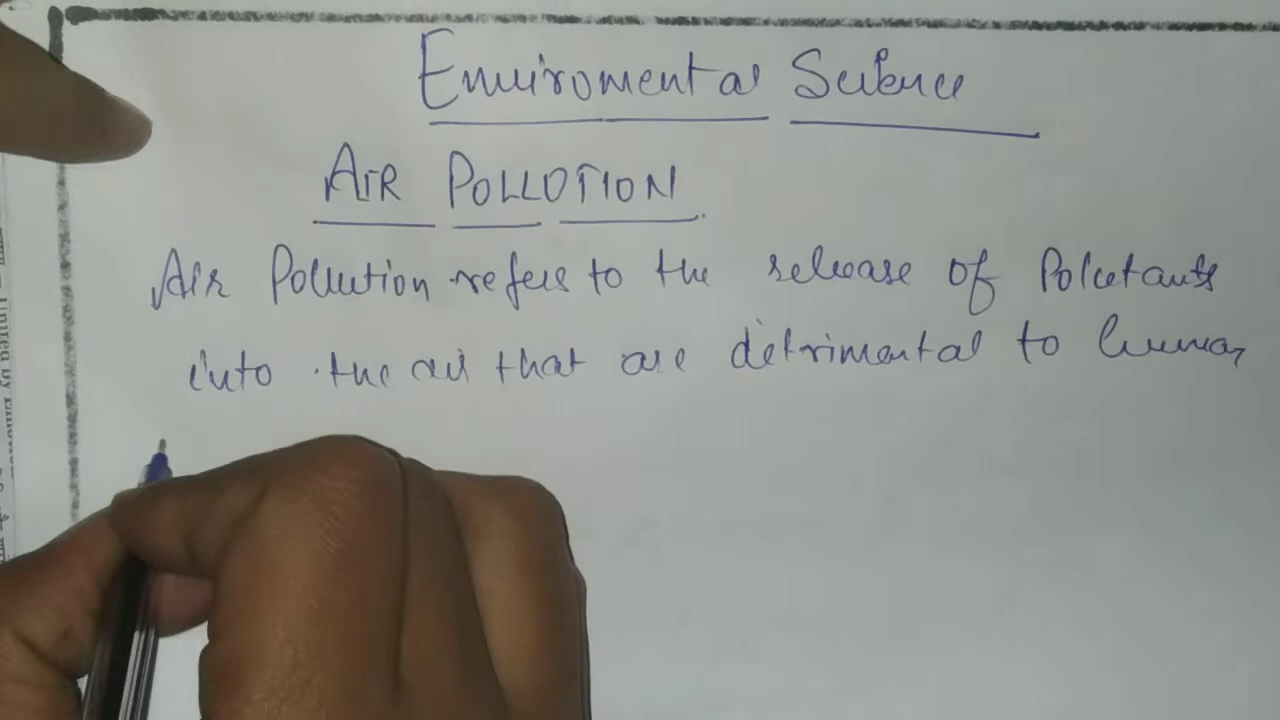 Enviromental Science
AIR POLLUTION
Air Pollution refers to the release of Pollutants
into the air that are detrimental to human